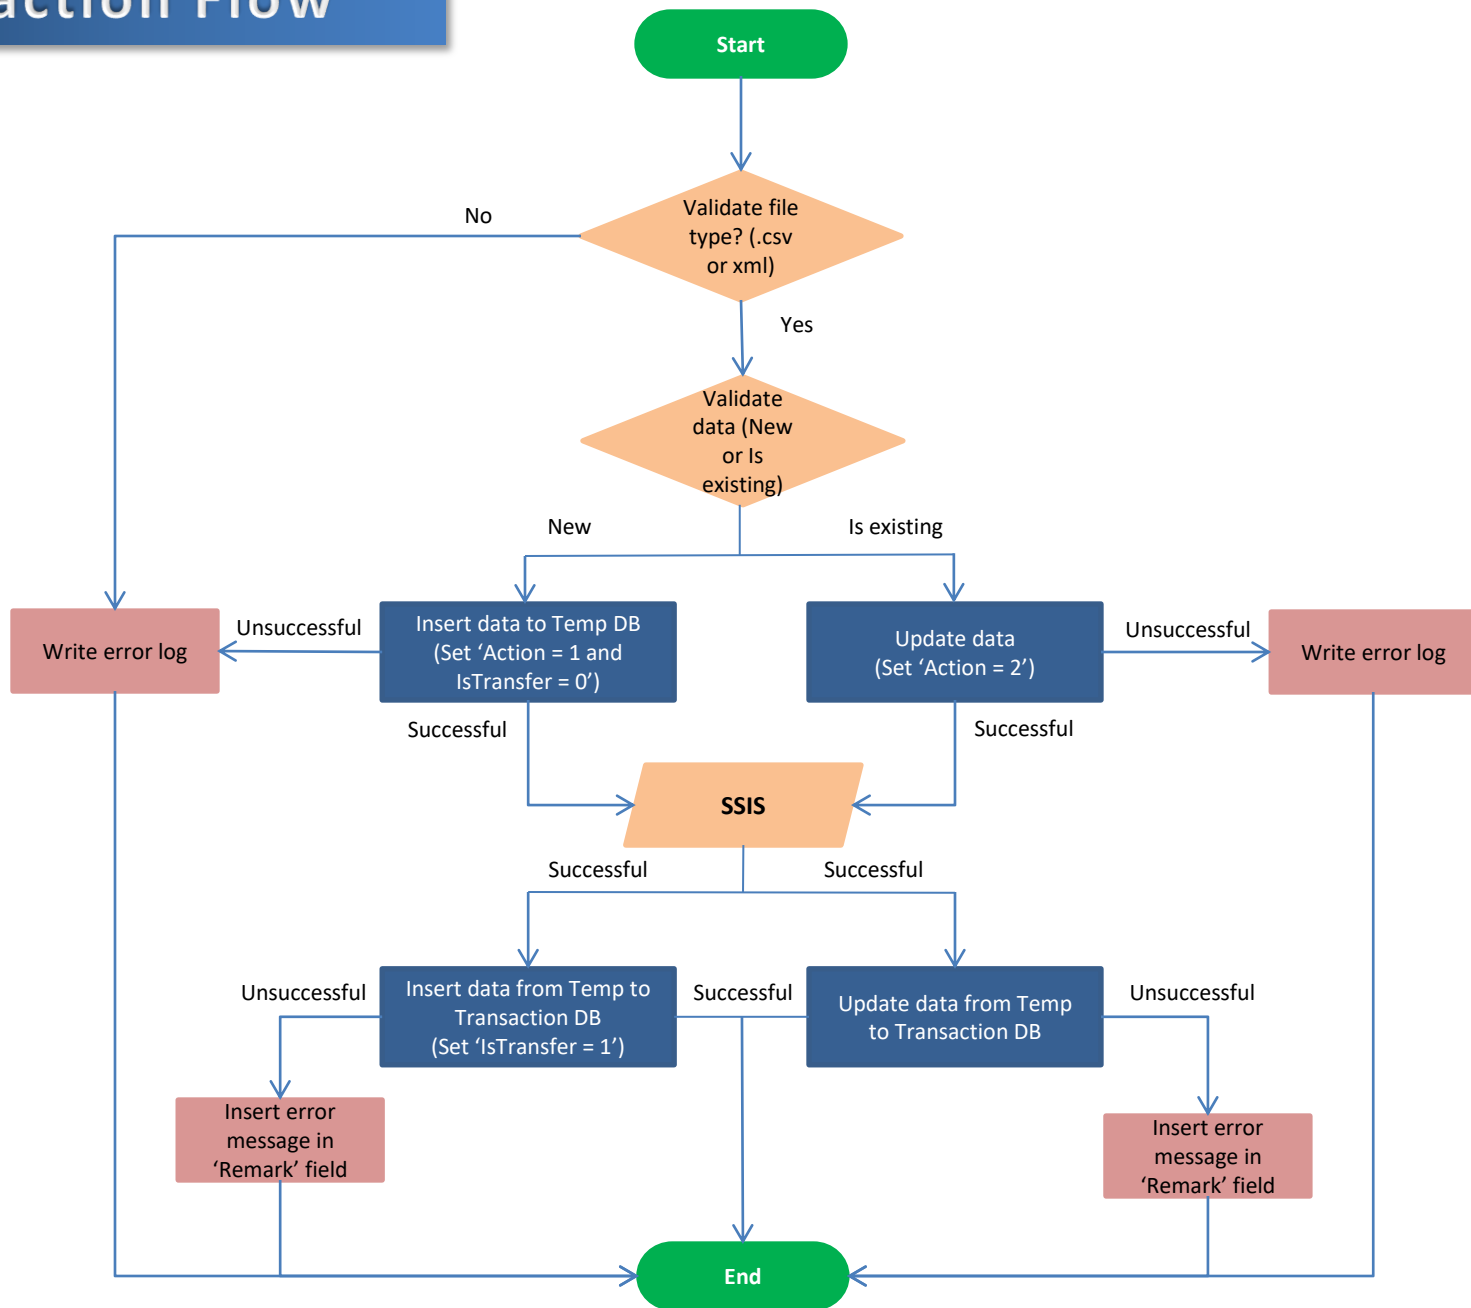 action Flow
Start
Validate file
type? (.csv
or xml)
No
Yes
Validate
data (New
or Is
existing)
New
Is existing
Write error log
Unsuccessful
Insert data to Temp DB
(Set ‘Action = 1 and
IsTransfer = 0’)
Update data
(Set ‘Action = 2’)
Unsuccessful
Write error log
Successful
Successful
SSIS
Successful
Successful
Unsuccessful
Insert data from Temp to
Transaction DB
(Set ‘IsTransfer = 1’)
Successful
Update data from Temp
to Transaction DB
Unsuccessful
Insert error
message in
‘Remark’ field
Insert error
message in
‘Remark’ field
End